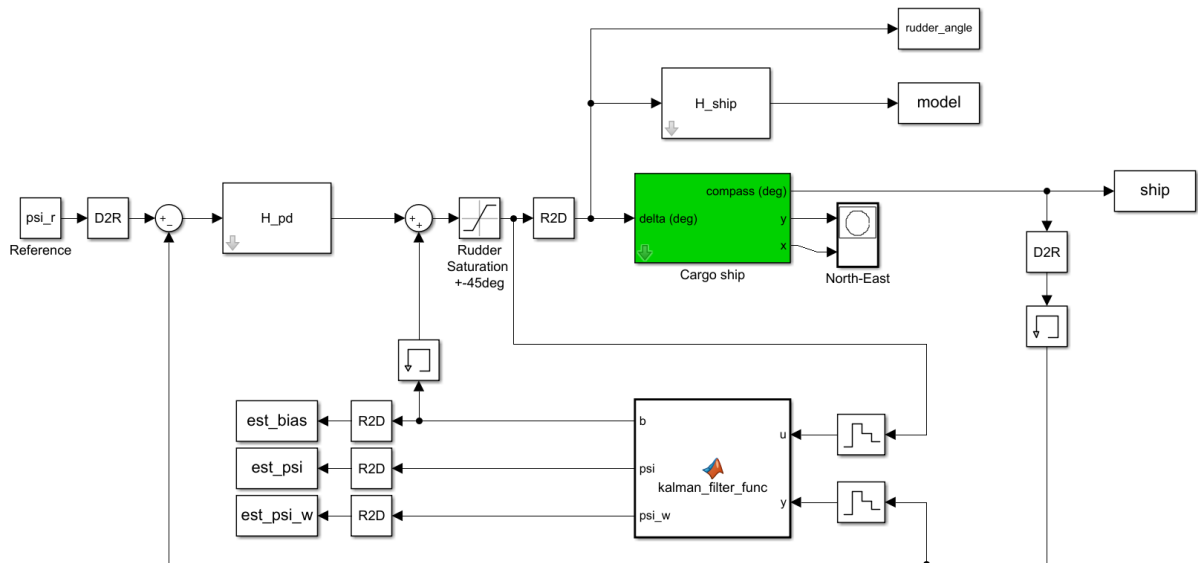 rudder_angle
H_ship
model
psi_r
Reference
D2R
+
−
H_pd
+
+
Rudder
Saturation
+-45deg
R2D
delta (deg)
compass (deg)
y
x
Cargo ship
North-East
ship
D2R
est_bias
R2D
est_psi
R2D
est_psi_w
R2D
b
psi
psi_w
u
y
kalman_filter_func